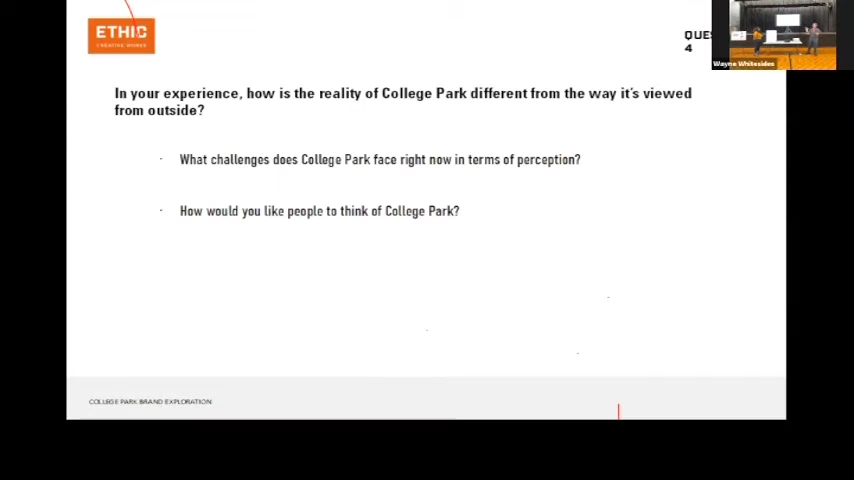 ETHIC
CREATIVE WORKS
QUES
4
Wayne Whitesides
In your experience, how is the reality of College Park different from the way it's viewed
from outside?
· What challenges does College Park face right now in terms of perception?
· How would you like people to think of College Park?
COLLEGE PARK BRAND EXPLORATION